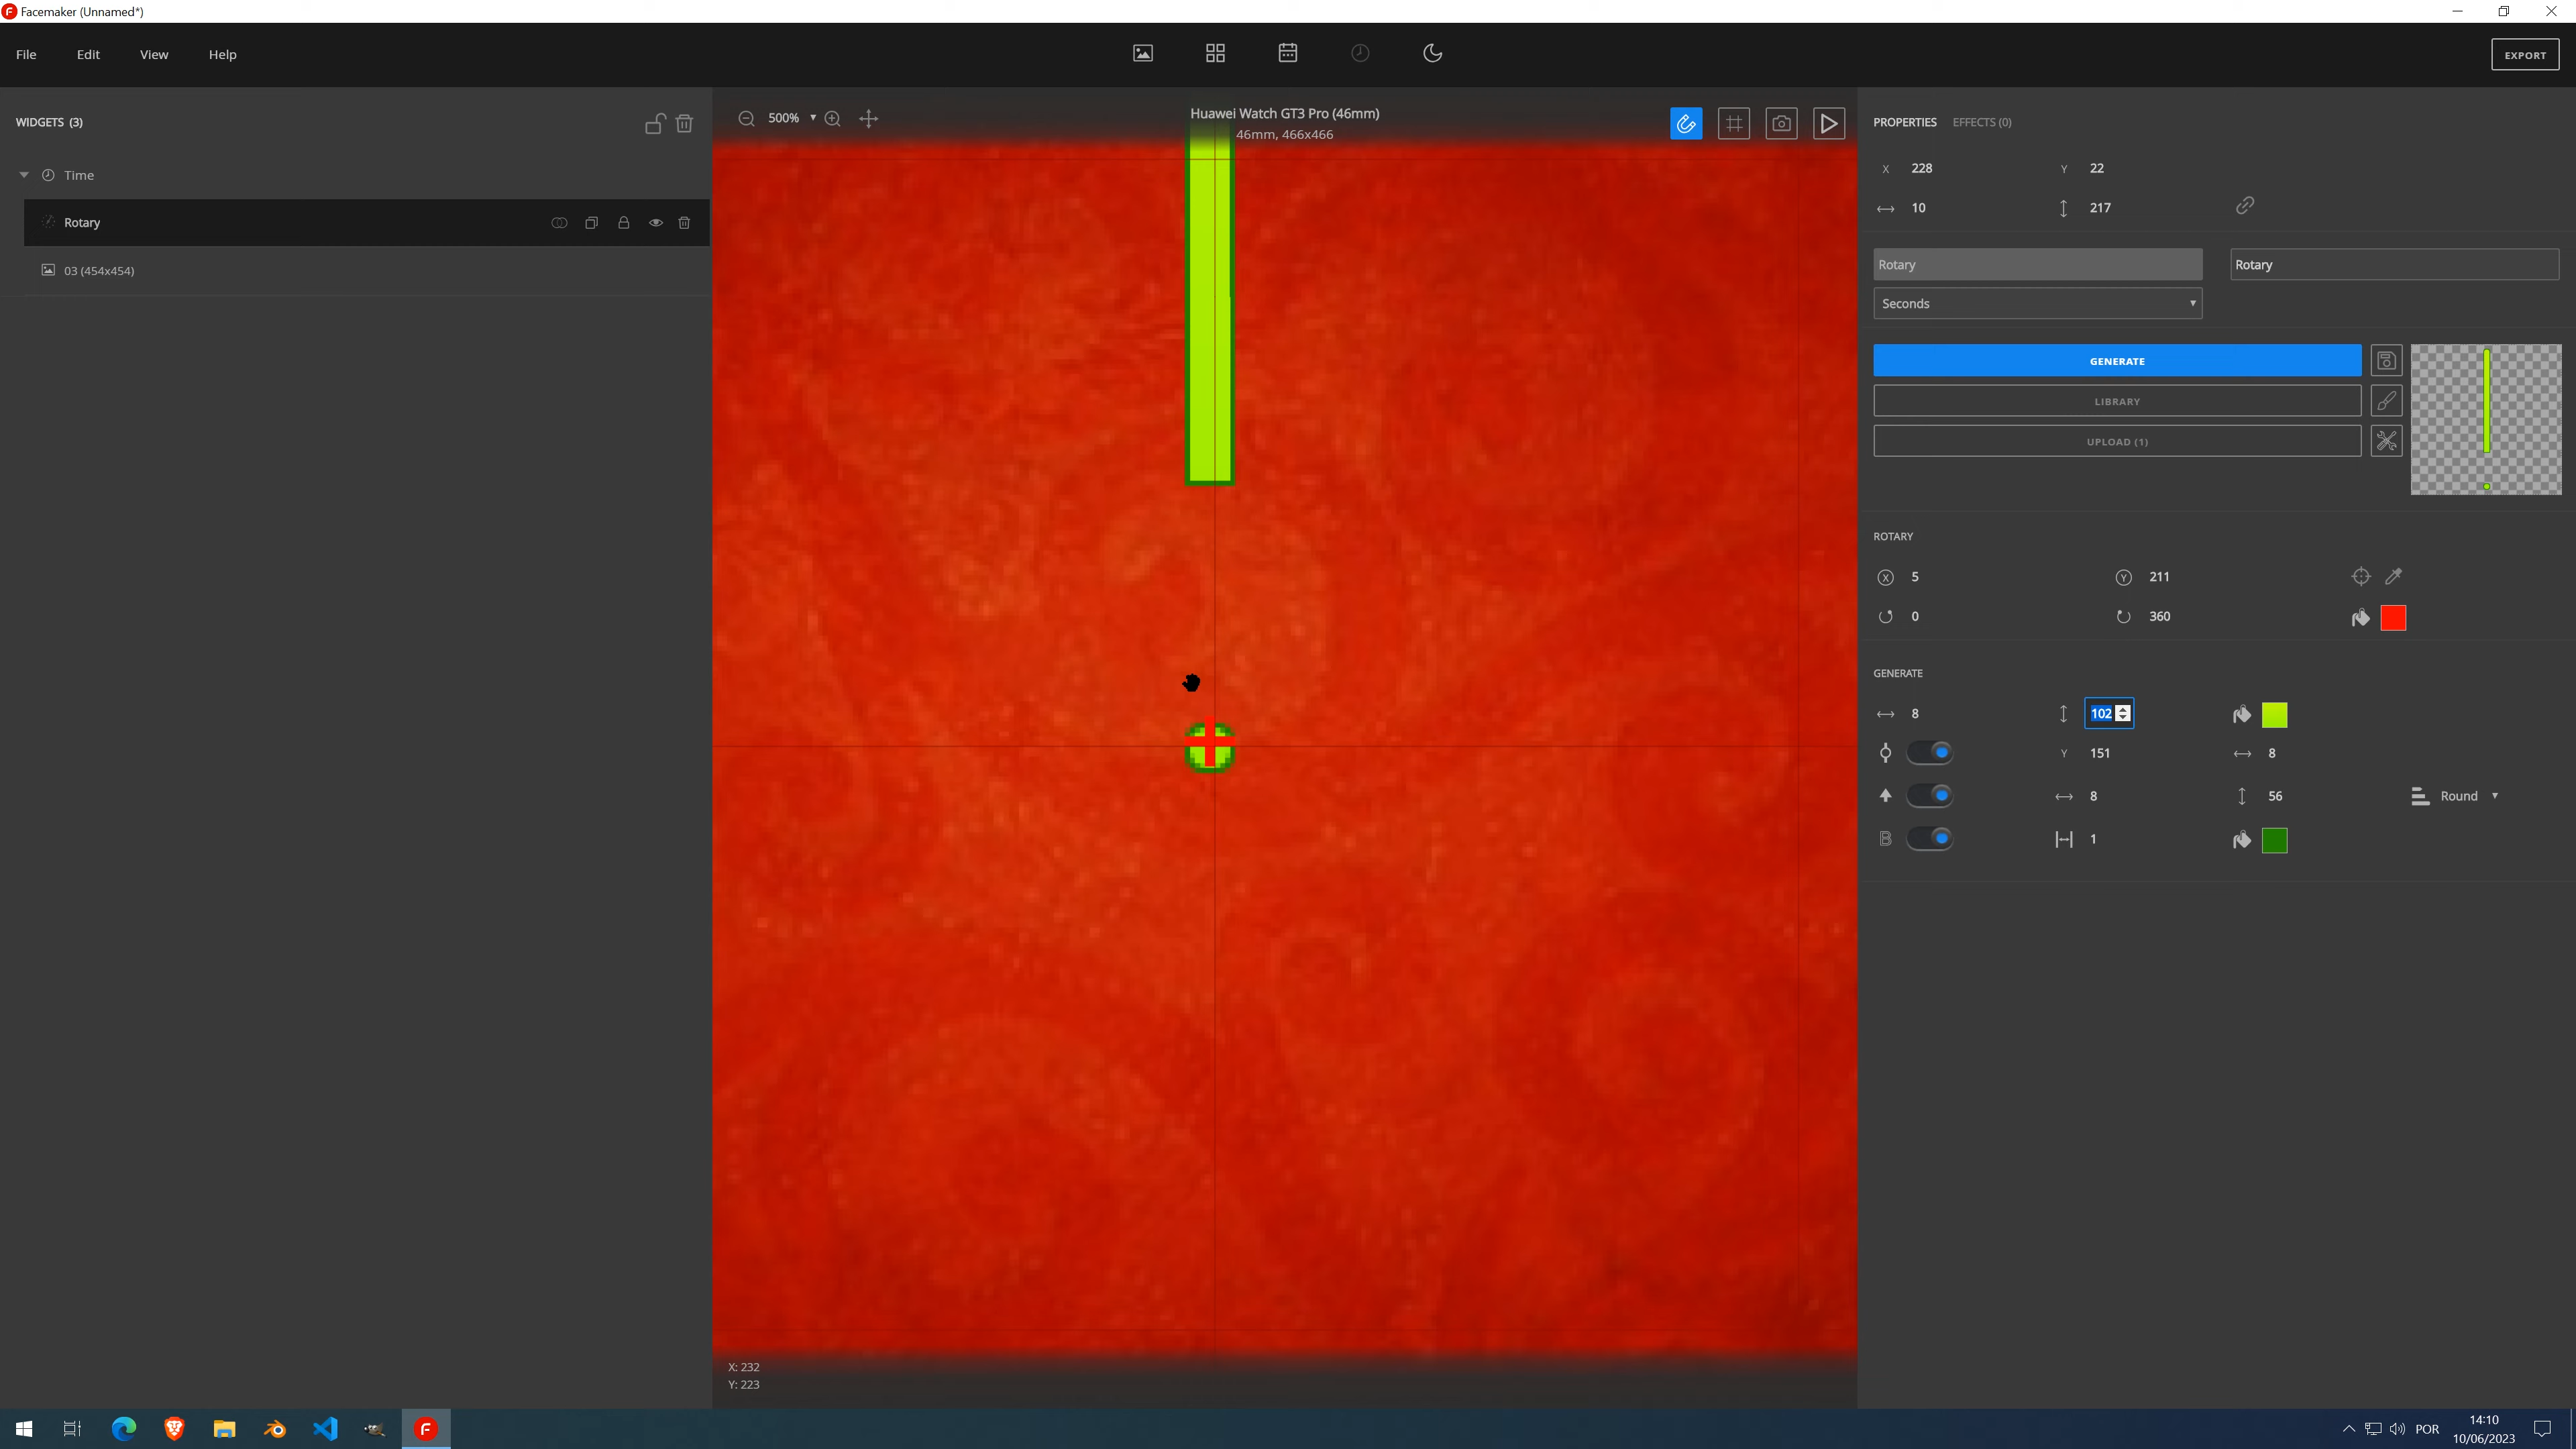 Facemaker (Unnamed*)
File Edit View Help
EXPORT
WIDGETS (3)
Time
Rotary
03 (454x454)
500%
Huawei Watch GT3 Pro (46mm)
46mm, 466x466
X: 232
Y: 223
PROPERTIES EFFECTS (0)
X 228 Y 22
10 217
Rotary Rotary
Seconds
GENERATE
LIBRARY
UPLOAD (1)
ROTARY
X 5 Y 211
0 360
GENERATE
8 102
Y 151 8
8 56 Round
B 1
POR
14:10
10/06/2023